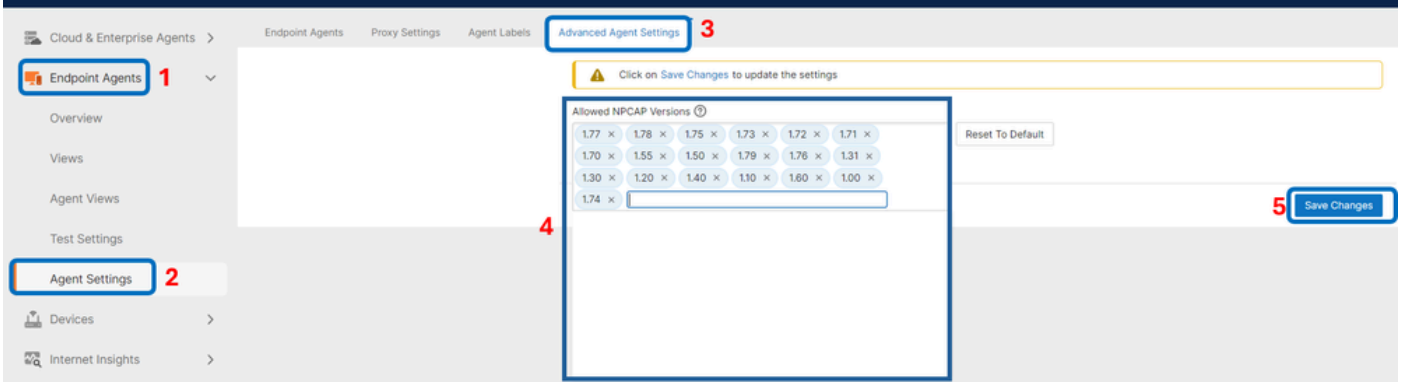 Cloud & Enterprise Agents
Endpoint Agents 1
Overview
Views
Agent Views
Test Settings
Agent Settings 2
Devices
Internet Insights
Endpoint Agents Proxy Settings Agent Labels Advanced Agent Settings 3
Click on Save Changes to update the settings
Allowed NPCAP Versions ?
1.77 × 1.78 × 1.75 × 1.73 × 1.72 × 1.71 ×
1.70 × 1.55 × 1.50 × 1.79 × 1.76 × 1.31 ×
1.30 × 1.20 × 1.40 × 1.10 × 1.60 × 1.00 ×
1.74 ×
4
Reset To Default
5 Save Changes